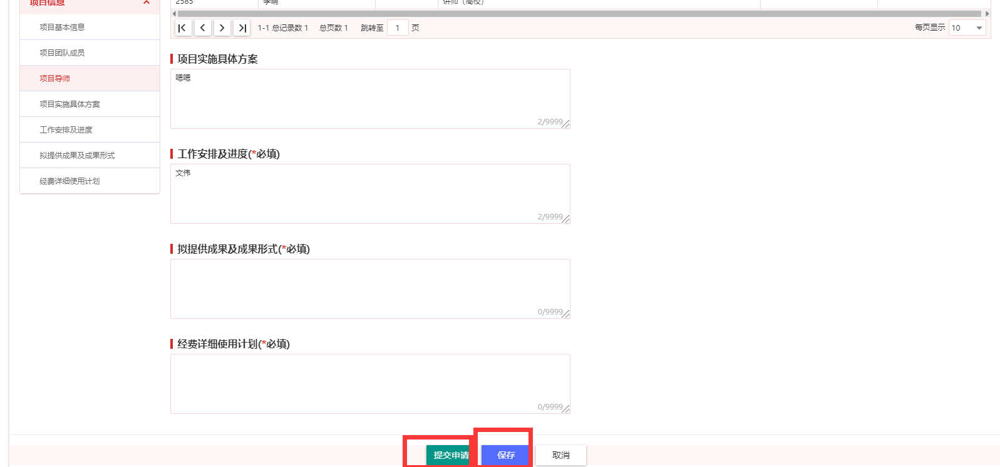 项目信息
项目基本信息
项目团队成员
项目导师
项目实施具体方案
工作安排及进度
拟提供成果及成果形式
经费详细使用计划
2585 李萌 讲师（高校）
1-1 总记录数 1 总页数 1 跳转至 1 页 每页显示 10
项目实施具体方案
嗯嗯
2/9999
工作安排及进度(*必填)
文伟
2/9999
拟提供成果及成果形式(*必填)
0/9999
经费详细使用计划(*必填)
0/9999
提交申请 保存 取消